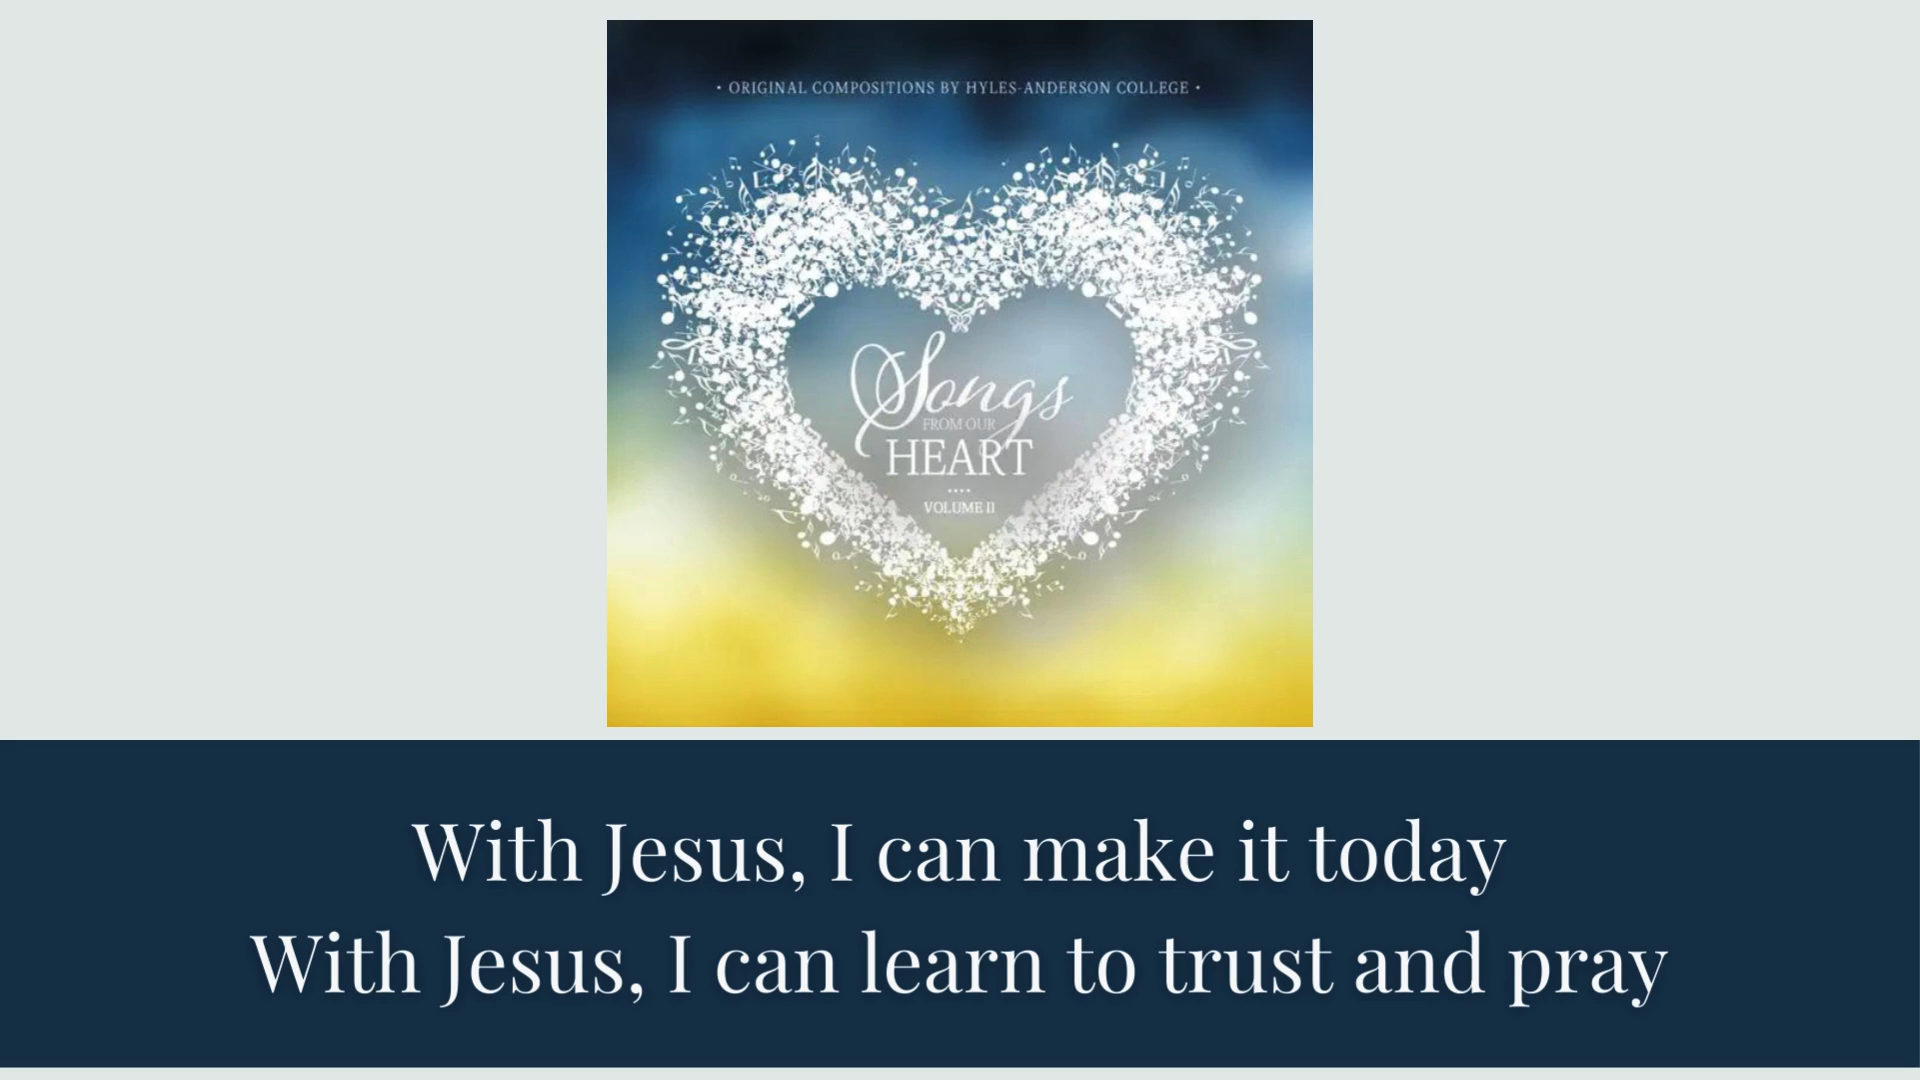 • ORIGINAL COMPOSITIONS BY HYLES-ANDERSON COLLEGE •
Songs
FROM OUR
HEART
VOLUME II
With Jesus, I can make it today
With Jesus, I can learn to trust and pray